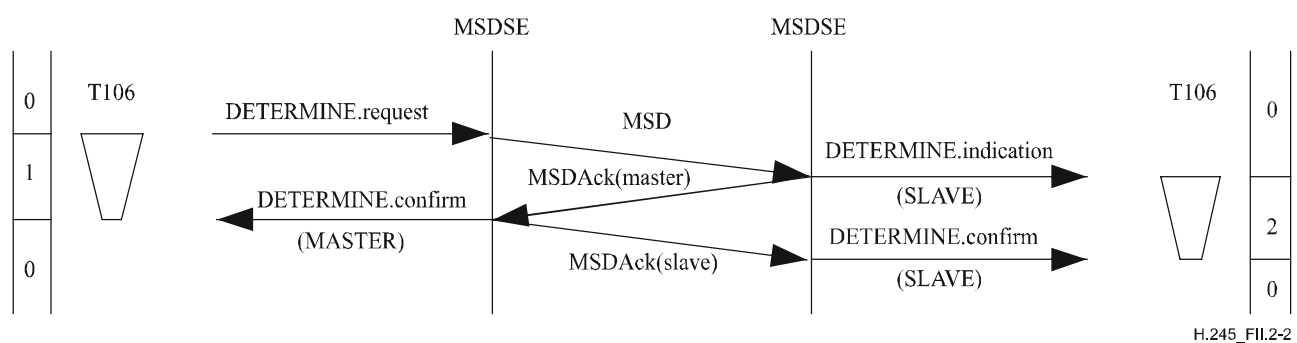 MSDSE MSDSE
0 T106 T106 0
DETERMINE.request
MSD
DETERMINE.indication
1 MSDAck(master)
(SLAVE)
DETERMINE.confirm
(MASTER)
DETERMINE.confirm
2
0 MSDAck(slave)
(SLAVE)
0
H.245_FII.2-2